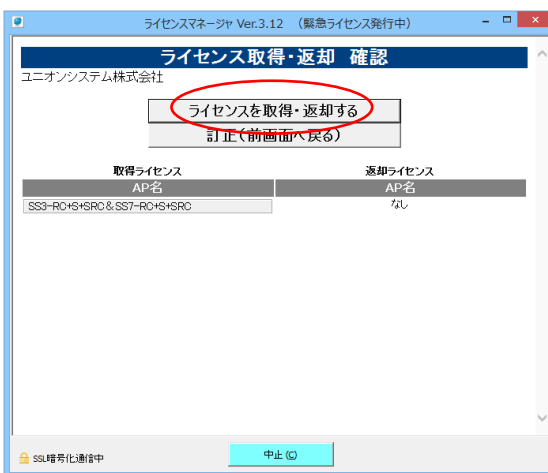 ライセンスマネージャ Ver.3.12 （緊急ライセンス発行中）
ライセンス取得・返却 確認
ユニオンシステム株式会社
ライセンスを取得・返却する
訂正（前画面へ戻る）
取得ライセンス 返却ライセンス
AP名 AP名
SS3-RC+S+SRC&SS7-RC+S+SRC なし
SSL暗号化通信中 中止(C)